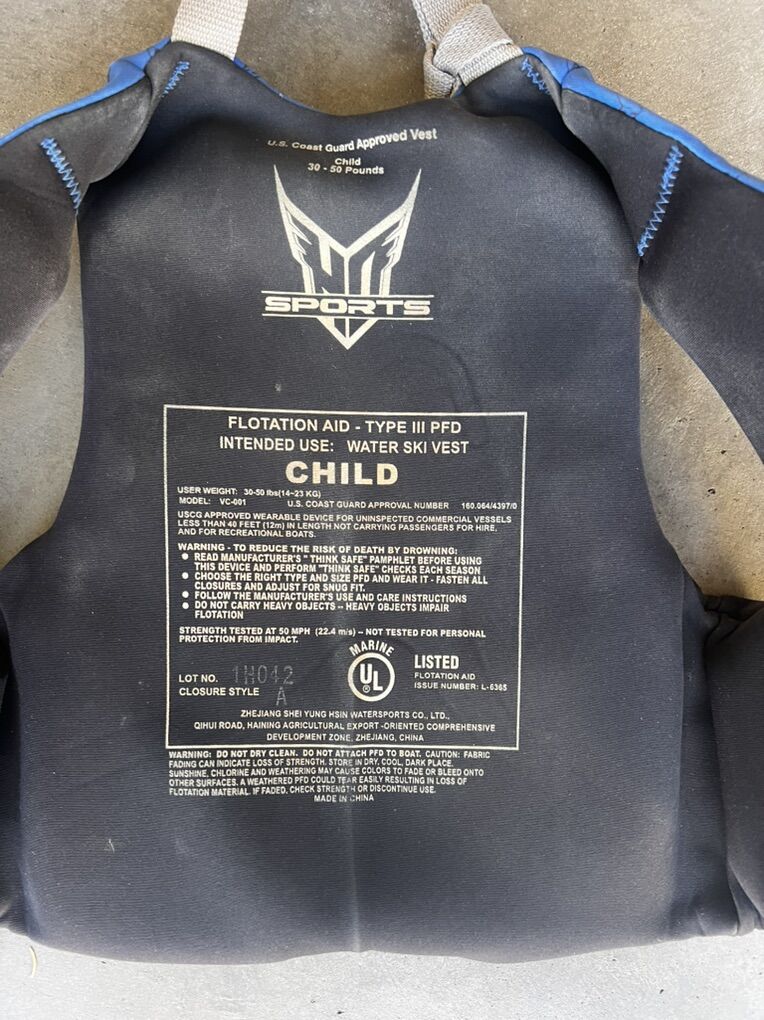 U.S. Coast Guard Approved Vest
Child
30 - 50 Pounds
SPORTS
FLOTATION AID - TYPE III PFD
INTENDED USE: WATER SKI VEST
CHILD
USER WEIGHT: 30-50 lbs(14~23 KG)
MODEL: VC-001 U.S. COAST GUARD APPROVAL NUMBER 160.064/4397/0
USCG APPROVED WEARABLE DEVICE FOR UNINSPECTED COMMERCIAL VESSELS
LESS THAN 40 FEET (12m) IN LENGTH NOT CARRYING PASSENGERS FOR HIRE,
AND FOR RECREATIONAL BOATS.
WARNING - TO REDUCE THE RISK OF DEATH BY DROWNING:
● READ MANUFACTURER'S " THINK SAFE" PAMPHLET BEFORE USING
THIS DEVICE AND PERFORM "THINK SAFE" CHECKS EACH SEASON
● CHOOSE THE RIGHT TYPE AND SIZE PFD AND WEAR IT - FASTEN ALL
CLOSURES AND ADJUST FOR SNUG FIT.
● FOLLOW THE MANUFACTURER'S USE AND CARE INSTRUCTIONS
● DO NOT CARRY HEAVY OBJECTS -- HEAVY OBJECTS IMPAIR
FLOTATION
STRENGTH TESTED AT 50 MPH (22.4 m/s) -- NOT TESTED FOR PERSONAL
PROTECTION FROM IMPACT.
MARINE
UL ®
LISTED
FLOTATION AID
ISSUE NUMBER: L-6365
LOT NO. 1H042
CLOSURE STYLE A
ZHEJIANG SHEI YUNG HSIN WATERSPORTS CO., LTD.,
QIHUI ROAD, HAINING AGRICULTURAL EXPORT -ORIENTED COMPREHENSIVE
DEVELOPMENT ZONE, ZHEJIANG, CHINA
WARNING: DO NOT DRY CLEAN. DO NOT ATTACH PFD TO BOAT. CAUTION: FABRIC
FADING CAN INDICATE LOSS OF STRENGTH. STORE IN DRY, COOL, DARK PLACE.
SUNSHINE, CHLORINE AND WEATHERING MAY CAUSE COLORS TO FADE OR BLEED ONTO
OTHER SURFACES. A WEATHERED PFD COULD TEAR EASILY RESULTING IN LOSS OF
FLOTATION MATERIAL. IF FADED, CHECK STRENGTH OR DISCONTINUE USE.
MADE IN CHINA